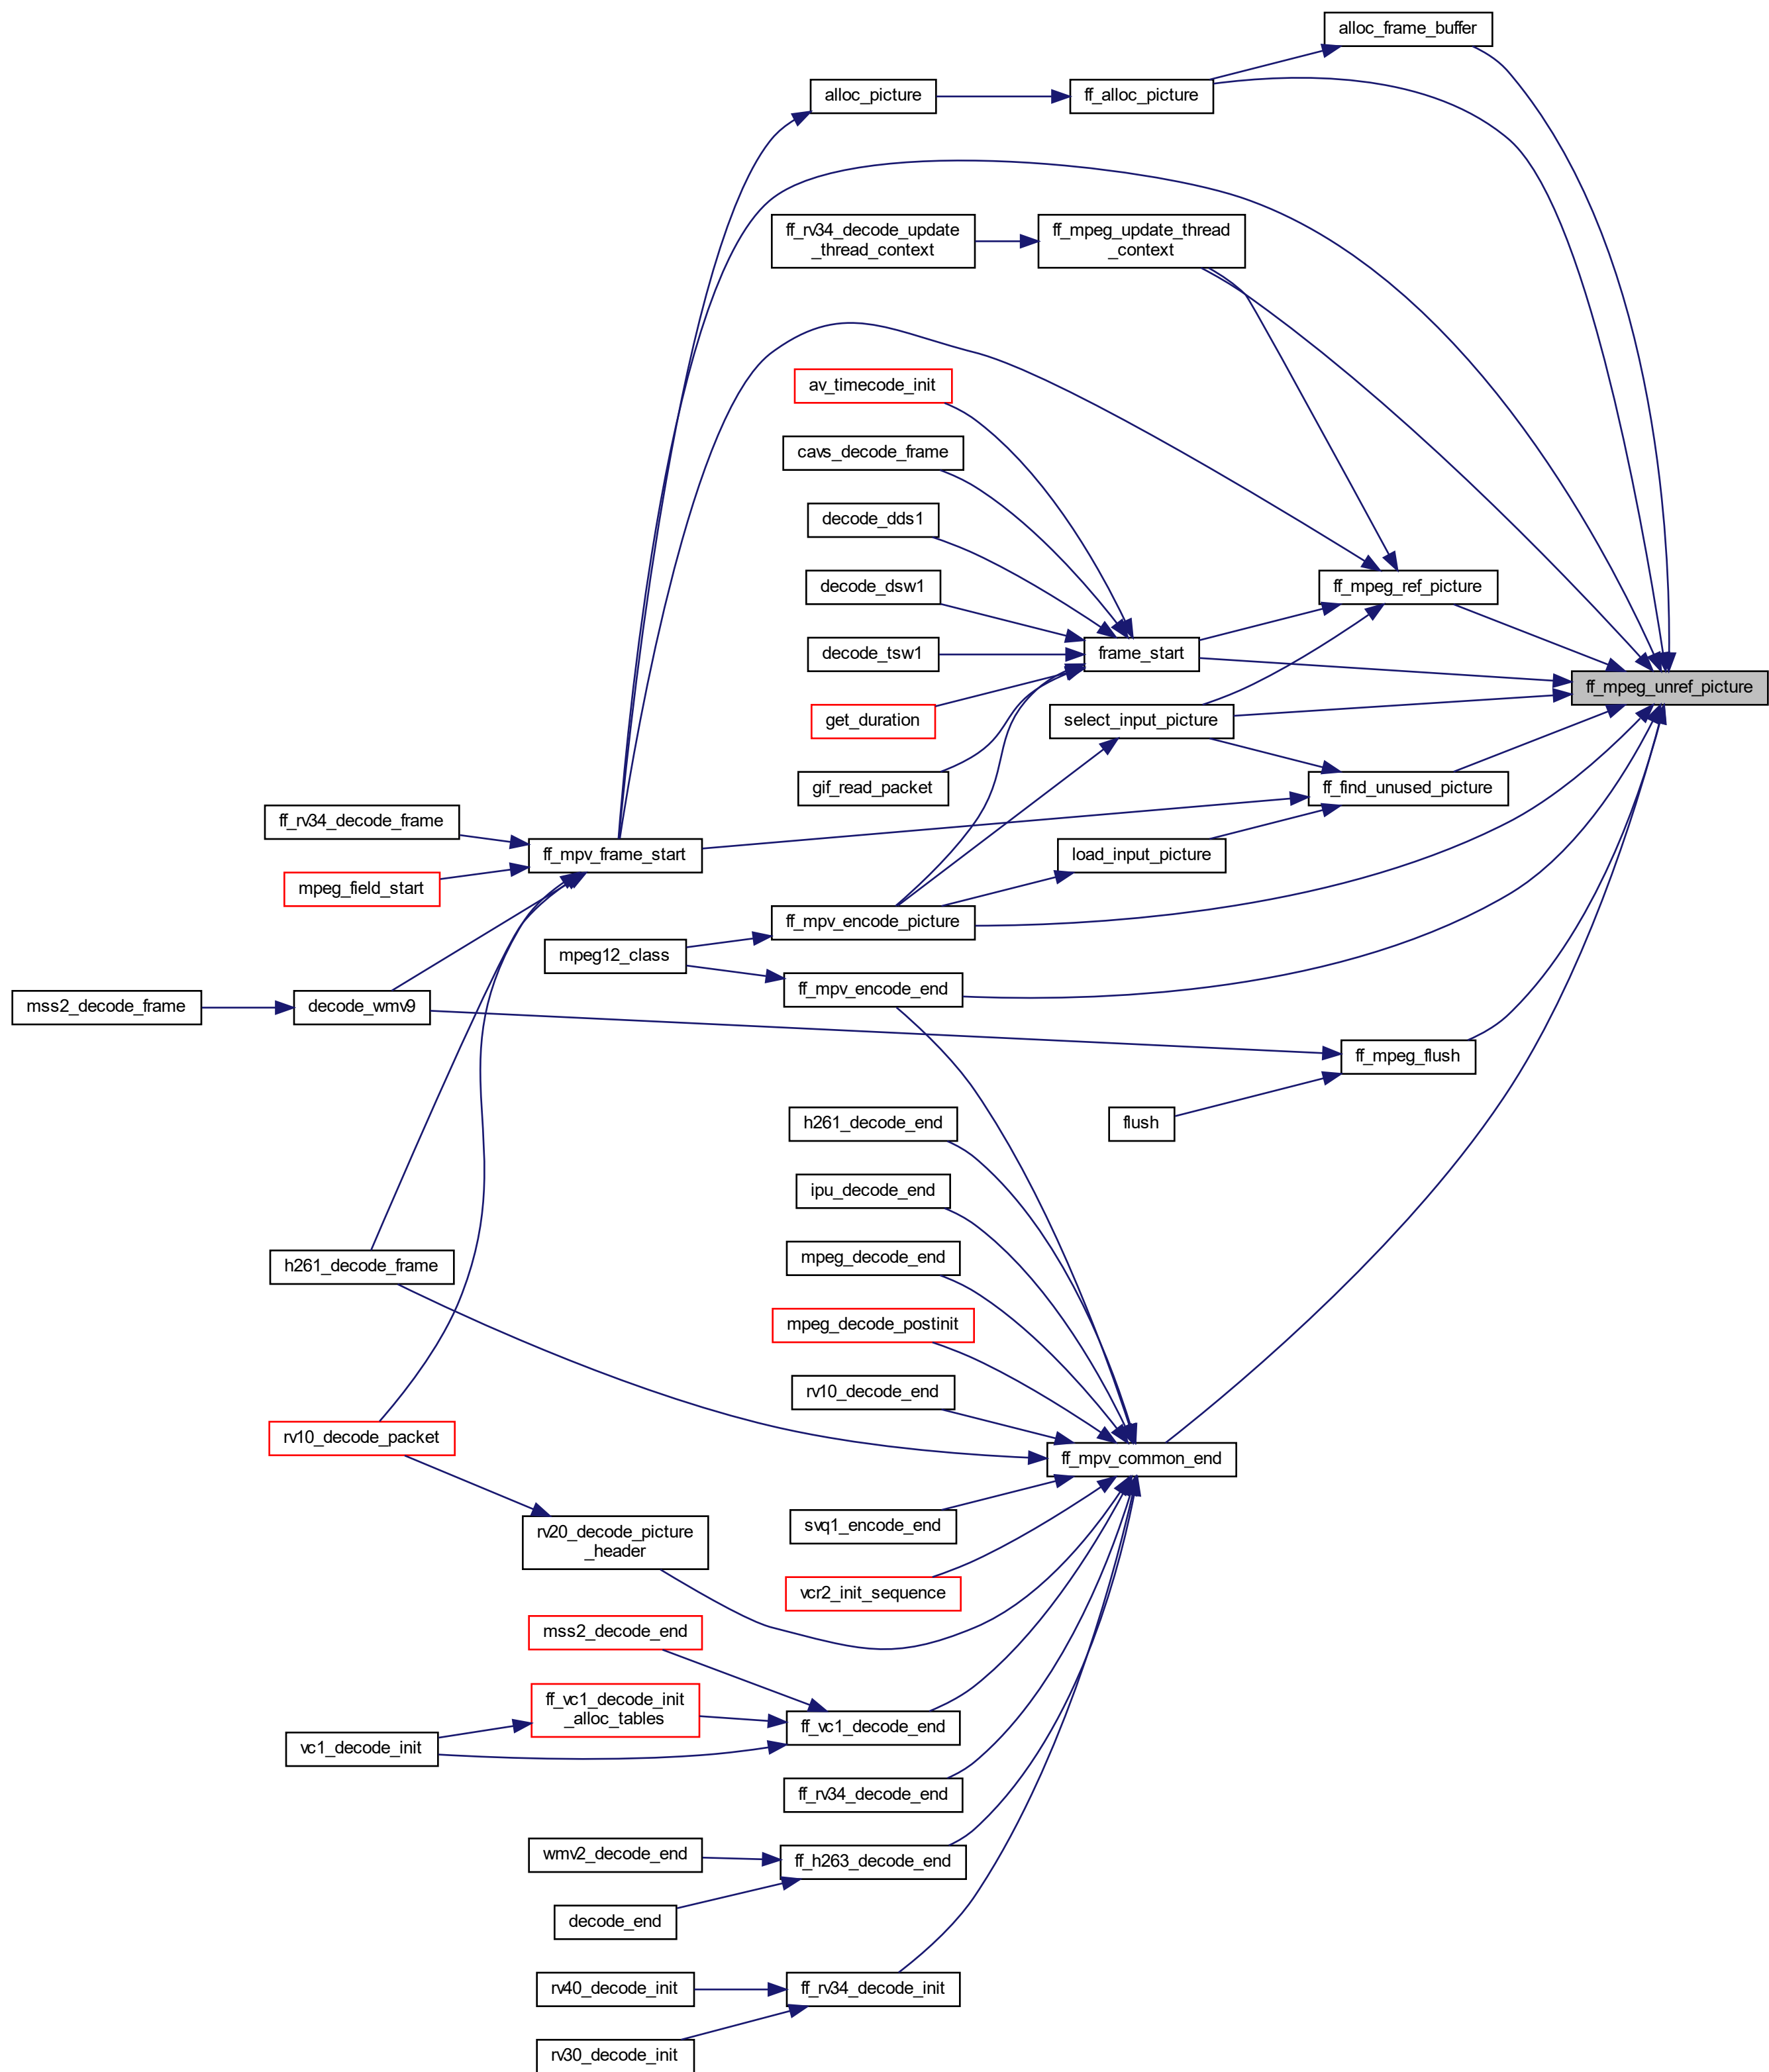 alloc_frame_buffer
alloc_picture
ff_alloc_picture
ff_rv34_decode_update
_thread_context
ff_mpeg_update_thread
_context
av_timecode_init
cavs_decode_frame
decode_dds1
decode_dsw1
ff_mpeg_ref_picture
decode_tsw1
frame_start
ff_mpeg_unref_picture
get_duration
select_input_picture
gif_read_packet
ff_find_unused_picture
ff_rv34_decode_frame
ff_mpv_frame_start
load_input_picture
mpeg_field_start
ff_mpv_encode_picture
mpeg12_class
ff_mpv_encode_end
mss2_decode_frame
decode_wmv9
ff_mpeg_flush
h261_decode_end
flush
ipu_decode_end
mpeg_decode_end
h261_decode_frame
mpeg_decode_postinit
rv10_decode_end
rv10_decode_packet
ff_mpv_common_end
svq1_encode_end
rv20_decode_picture
_header
vcr2_init_sequence
mss2_decode_end
ff_vc1_decode_init
_alloc_tables
ff_vc1_decode_end
vc1_decode_init
ff_rv34_decode_end
wmv2_decode_end
ff_h263_decode_end
decode_end
rv40_decode_init
ff_rv34_decode_init
rv30_decode_init